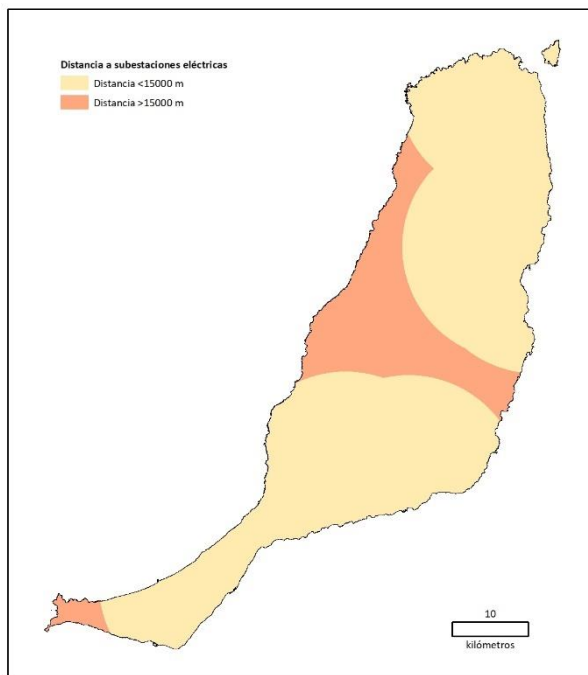 Distancia a subestaciones eléctricas
Distancia <15000 m
Distancia >15000 m
10
kilómetros